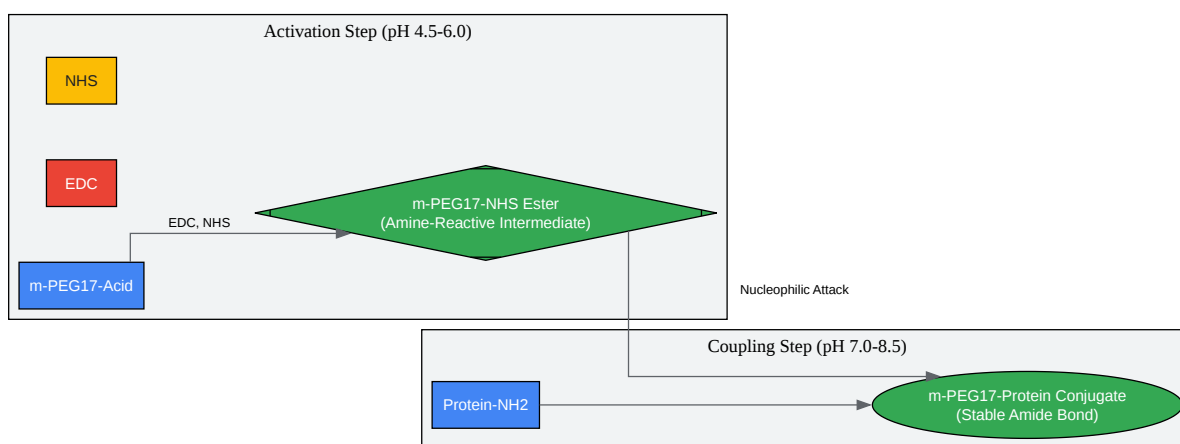 Activation Step (pH 4.5-6.0)
NHS
EDC
m-PEG17-NHS Ester
(Amine-Reactive Intermediate)
EDC, NHS
m-PEG17-Acid
Nucleophilic Attack
Coupling Step (pH 7.0-8.5)
Protein-NH2
m-PEG17-Protein Conjugate
(Stable Amide Bond)